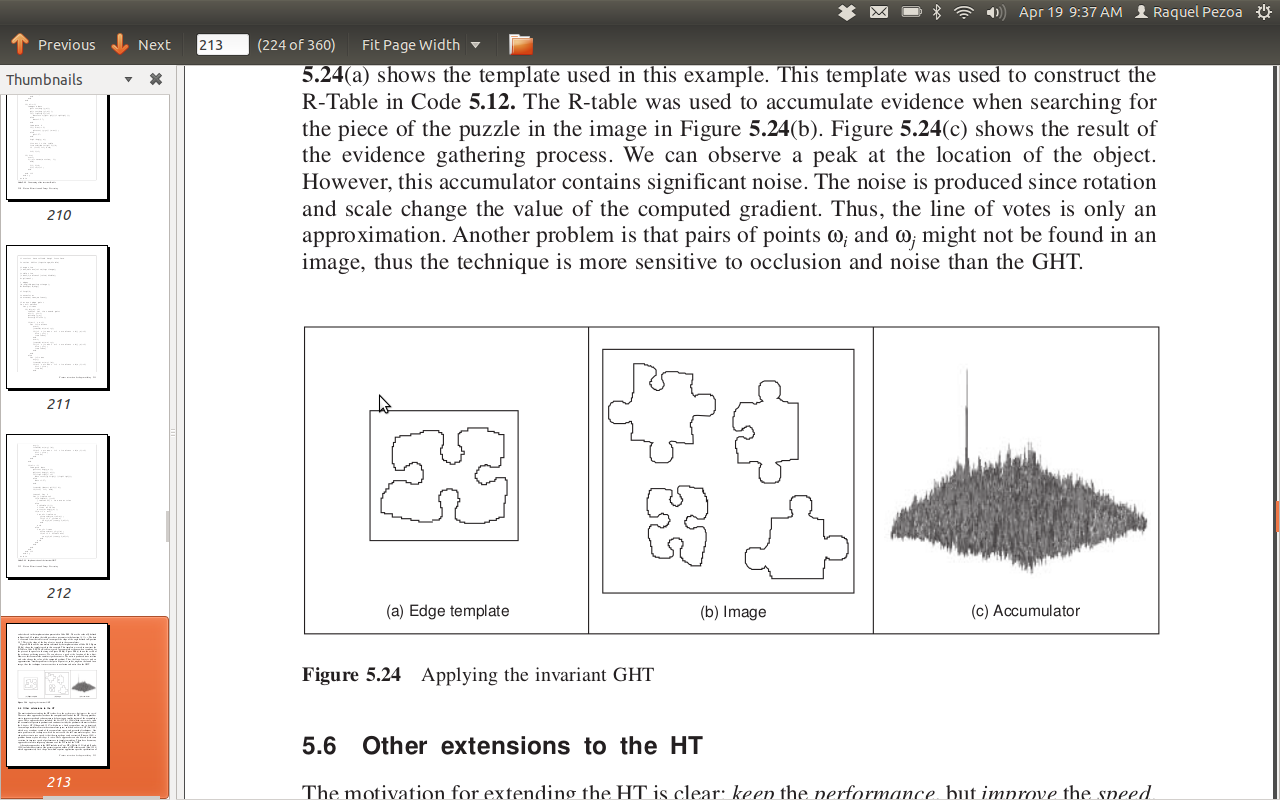 Apr 19 9:37 AM Raquel Pezoa
Previous Next 213 (224 of 360) Fit Page Width
Thumbnails
210
211
212
213
5.24(a) shows the template used in this example. This template was used to construct the
R-Table in Code 5.12. The R-table was used to accumulate evidence when searching for
the piece of the puzzle in the image in Figure 5.24(b). Figure 5.24(c) shows the result of
the evidence gathering process. We can observe a peak at the location of the object.
However, this accumulator contains significant noise. The noise is produced since rotation
and scale change the value of the computed gradient. Thus, the line of votes is only an
approximation. Another problem is that pairs of points ωi and ωj might not be found in an
image, thus the technique is more sensitive to occlusion and noise than the GHT.
(a) Edge template
(b) Image
(c) Accumulator
Figure 5.24 Applying the invariant GHT
5.6 Other extensions to the HT
The motivation for extending the HT is clear: keep the performance, but improve the speed.